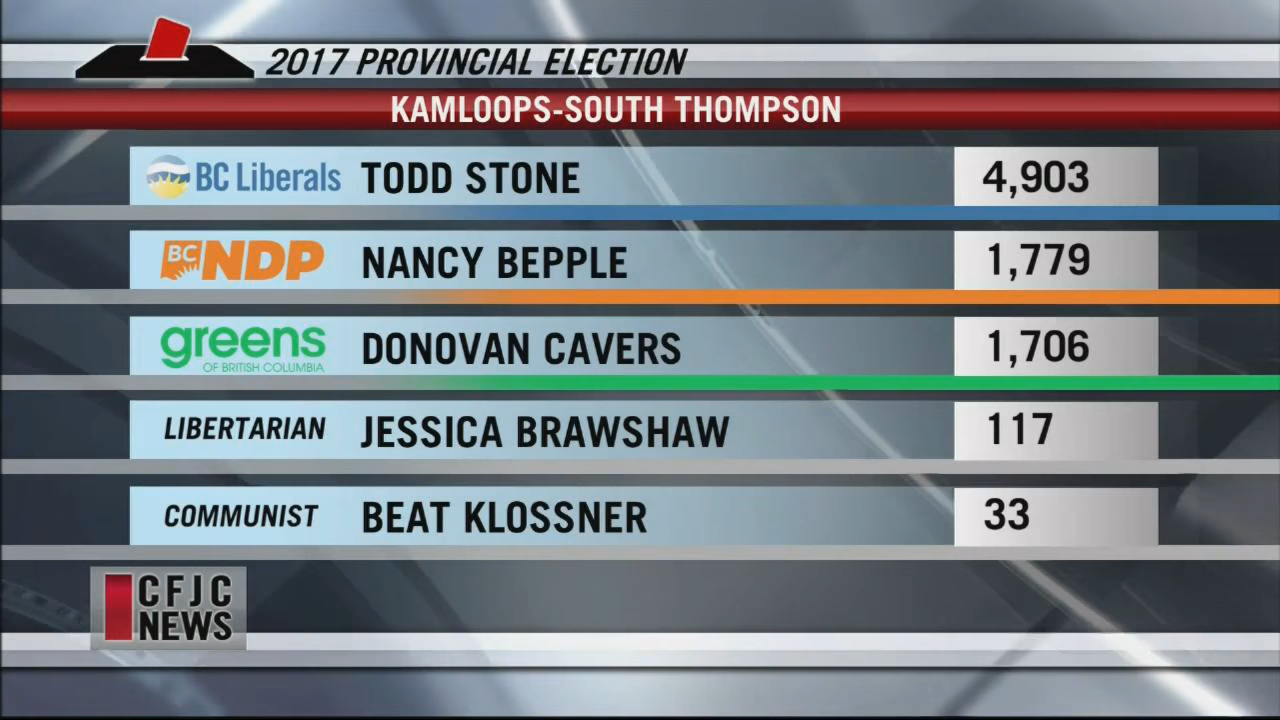 2017 PROVINCIAL ELECTION
KAMLOOPS-SOUTH THOMPSON
BC Liberals TODD STONE 4,903
BC NDP NANCY BEPPLE 1,779
greens OF BRITISH COLUMBIA DONOVAN CAVERS 1,706
LIBERTARIAN JESSICA BRAWSHAW 117
COMMUNIST BEAT KLOSSNER 33
CFJC
NEWS